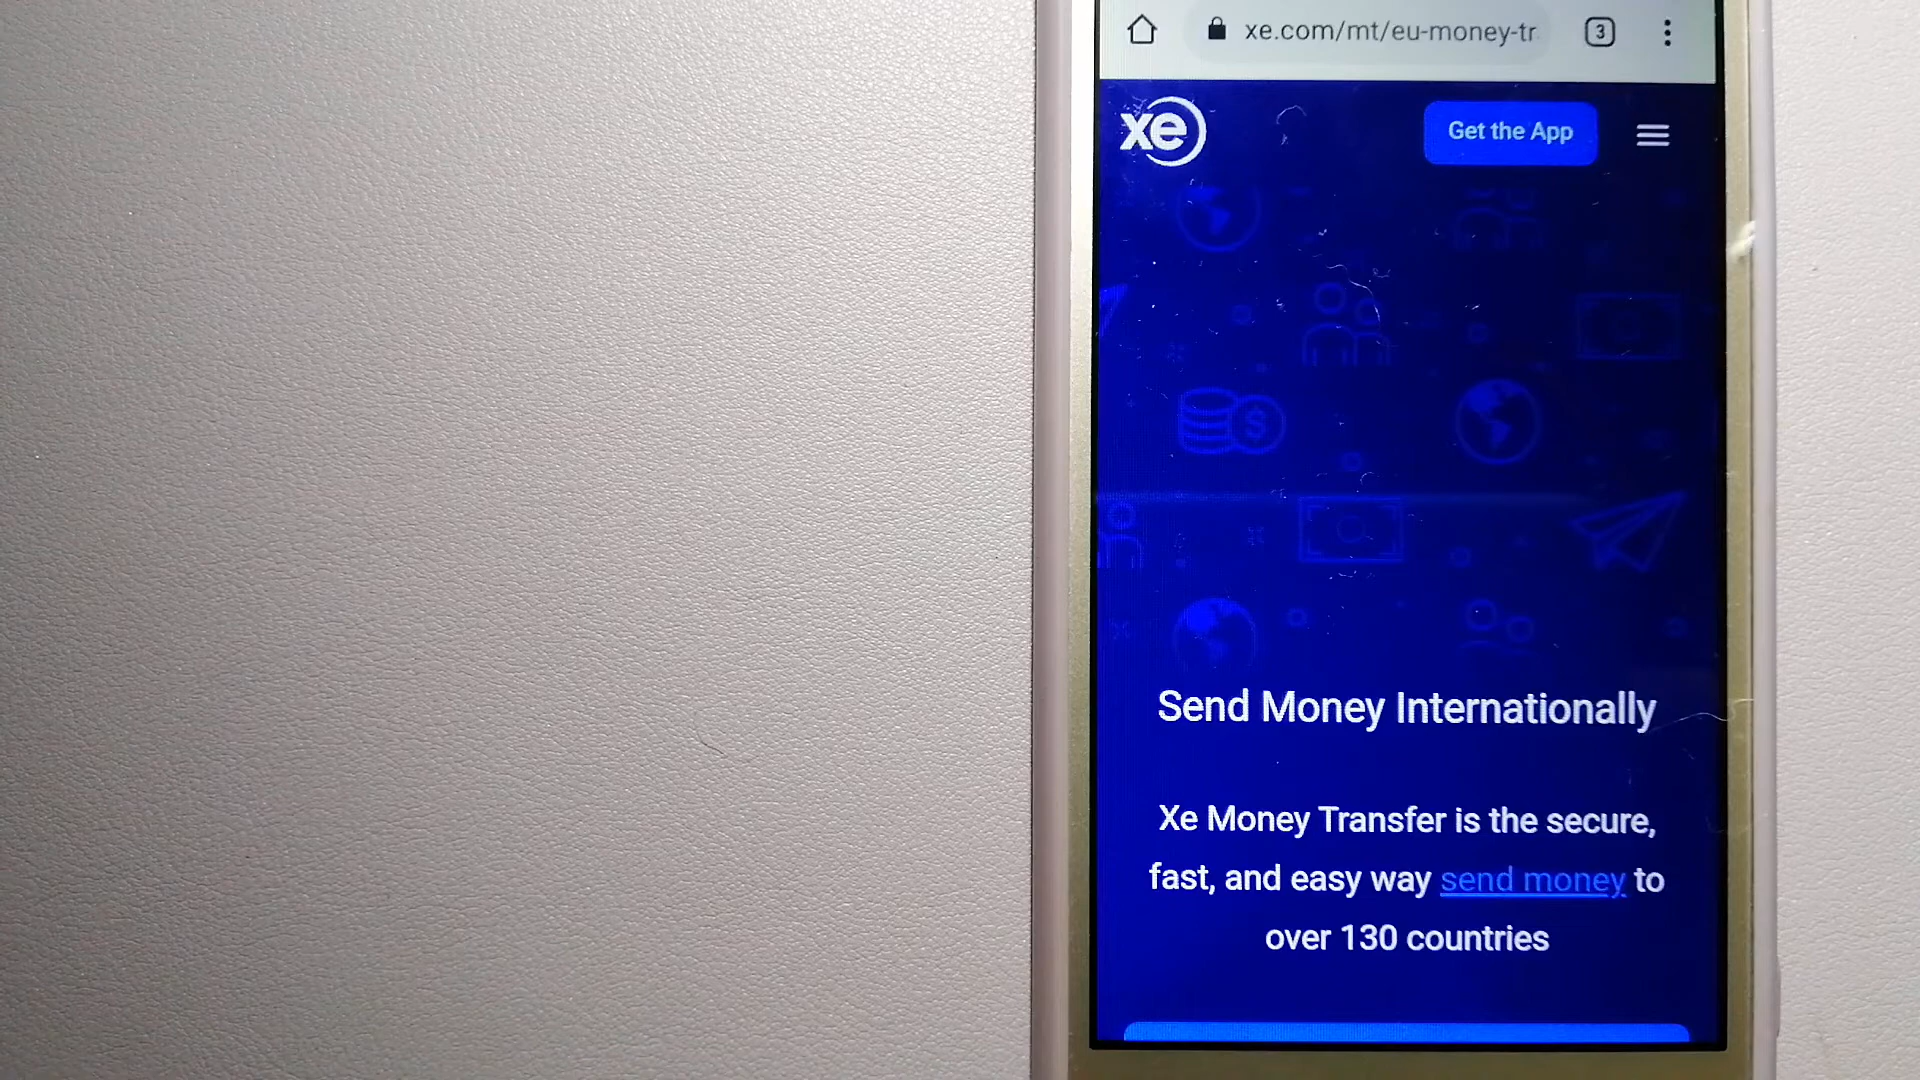 xe.com/mt/eu-money-tr
3
xe
Get the App
Send Money Internationally
Xe Money Transfer is the secure,
fast, and easy way send money to
over 130 countries